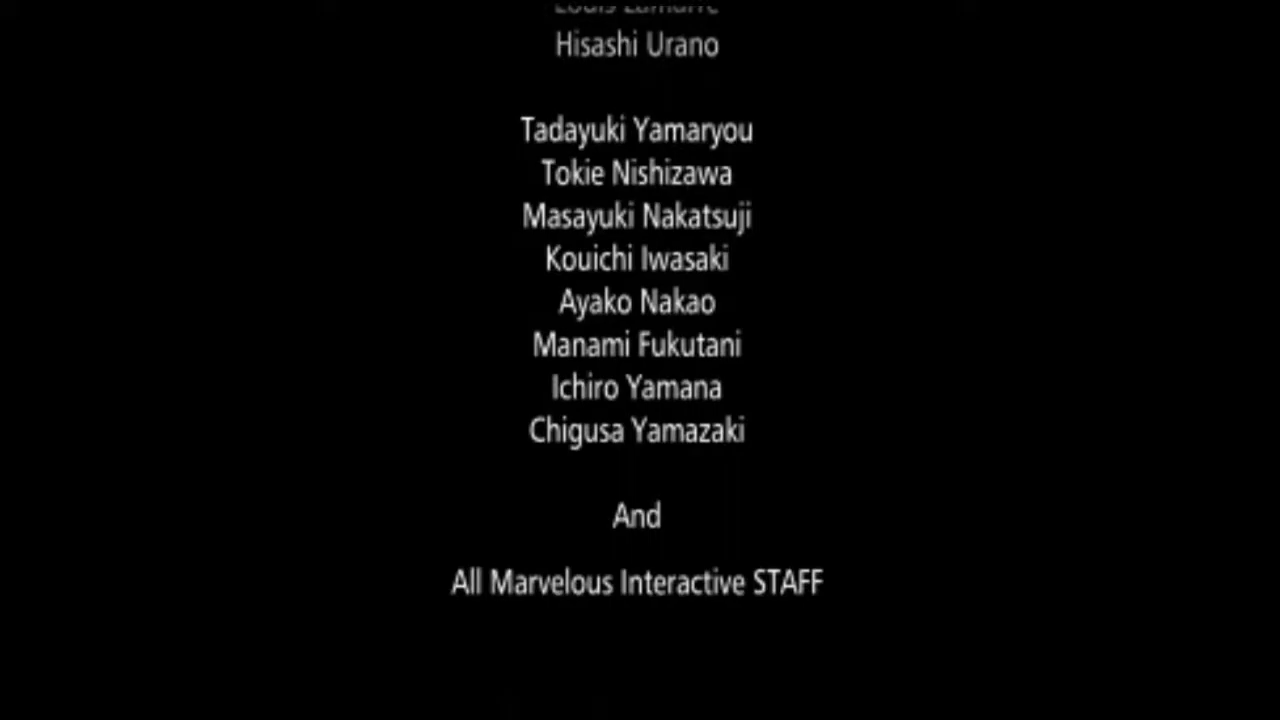 Hisashi Urano
Tadayuki Yamaryou
Tokie Nishizawa
Masayuki Nakatsuji
Kouichi Iwasaki
Ayako Nakao
Manami Fukutani
Ichiro Yamana
Chigusa Yamazaki
And
All Marvelous Interactive STAFF